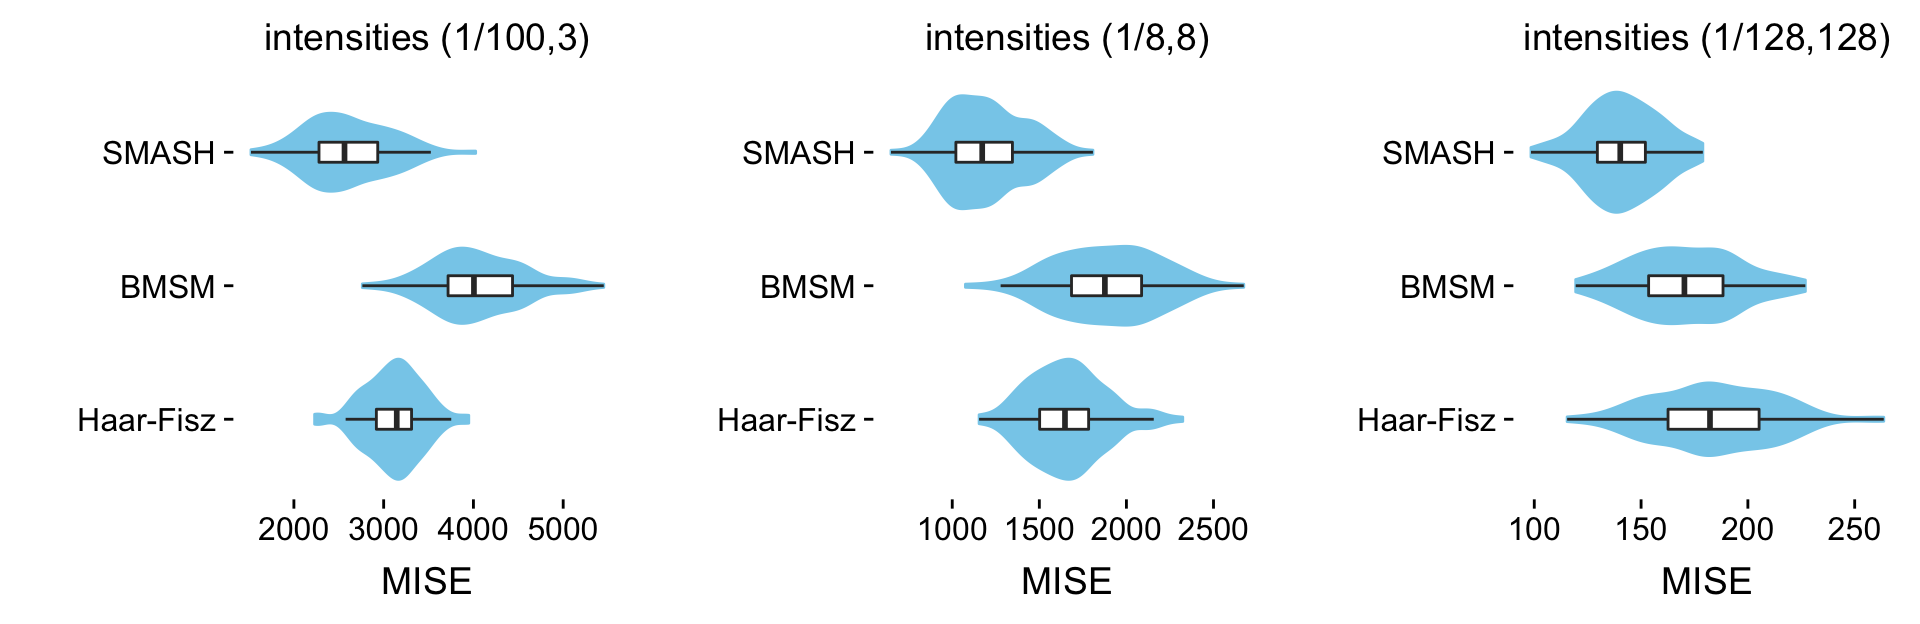 intensities (1/100,3)
SMASH
BMSM
Haar-Fisz
2000 3000 4000 5000
MISE
intensities (1/8,8)
SMASH
BMSM
Haar-Fisz
1000 1500 2000 2500
MISE
intensities (1/128,128)
SMASH
BMSM
Haar-Fisz
100 150 200 250
MISE